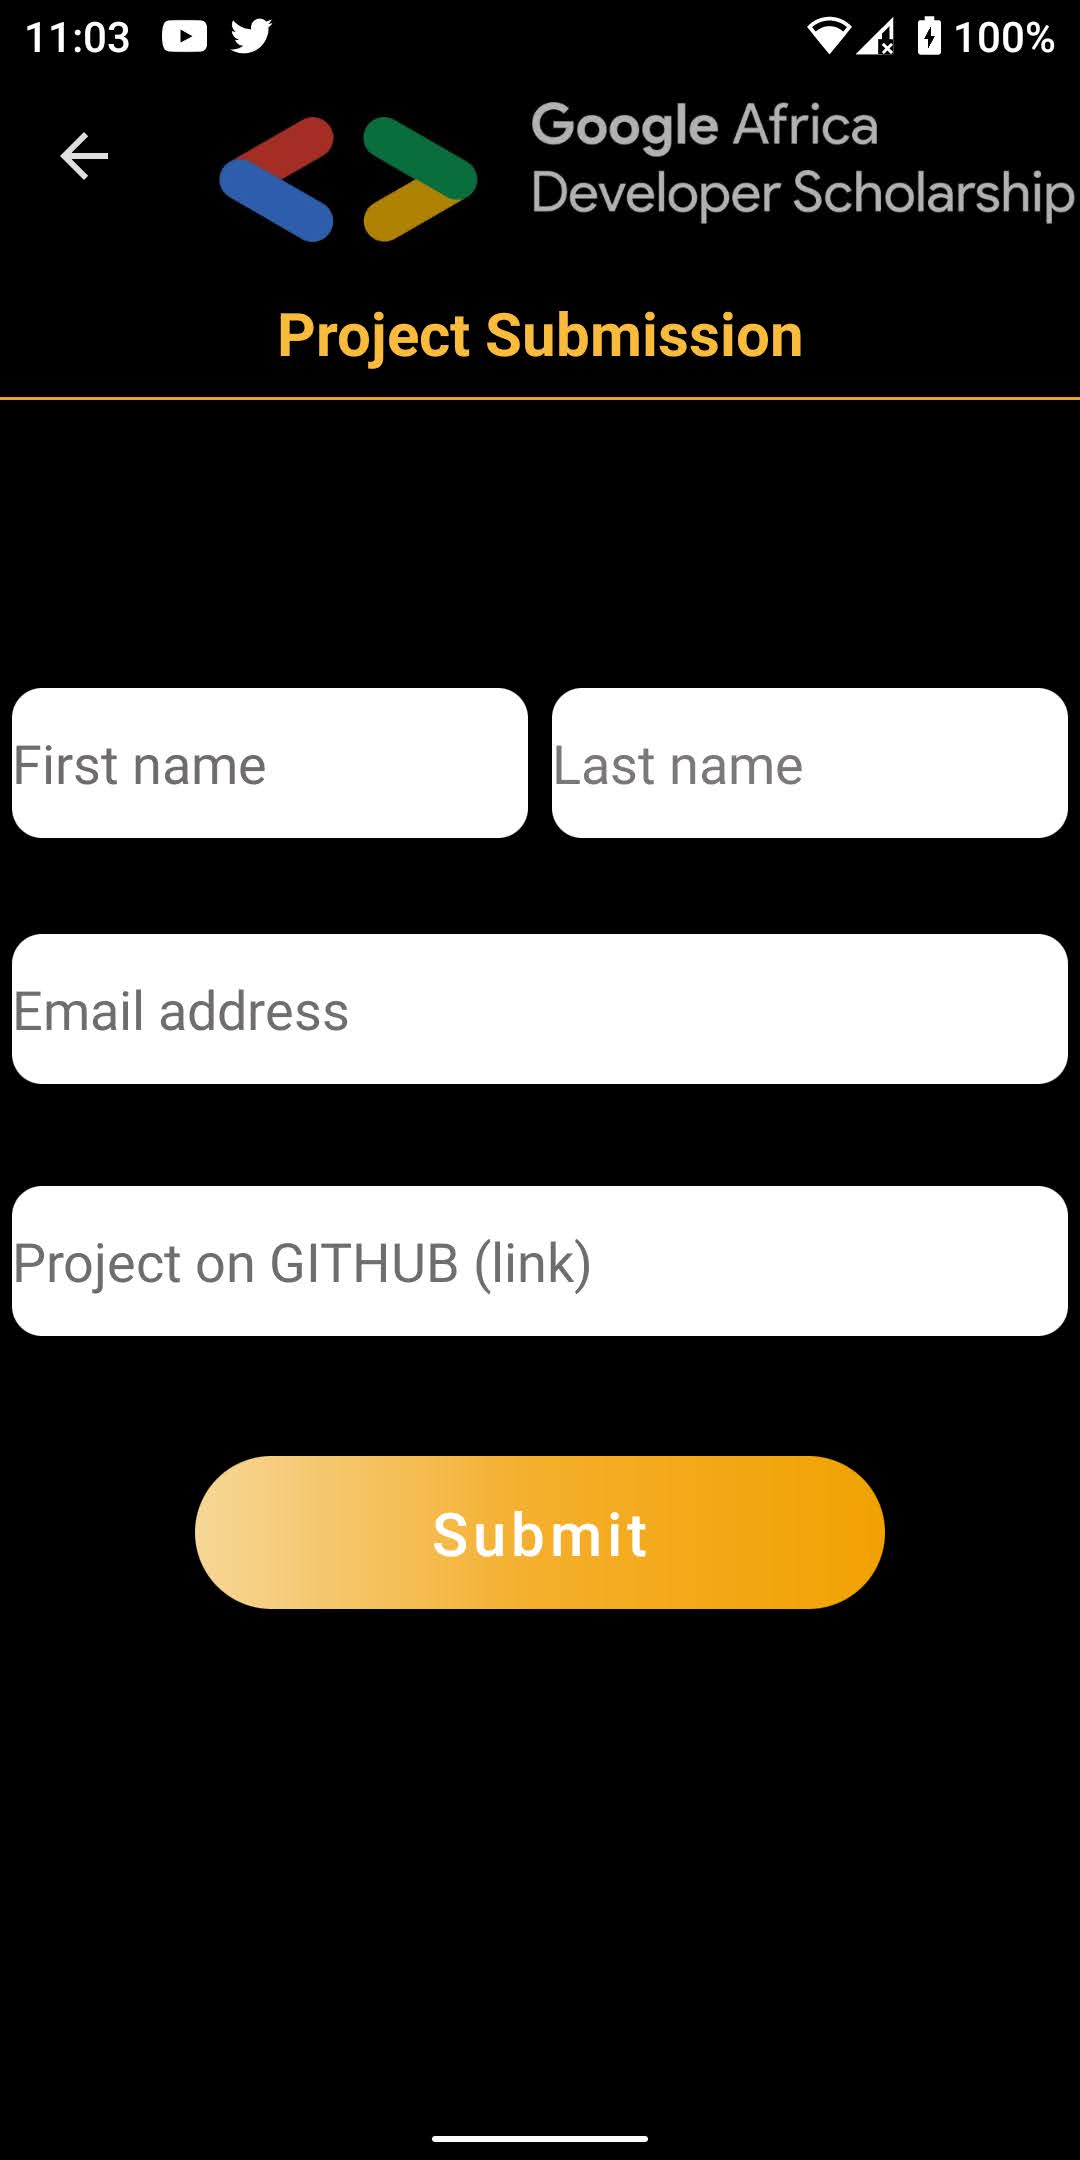 11:03 100%
Google Africa
Developer Scholarship
Project Submission
First name Last name
Email address
Project on GITHUB (link)
Submit